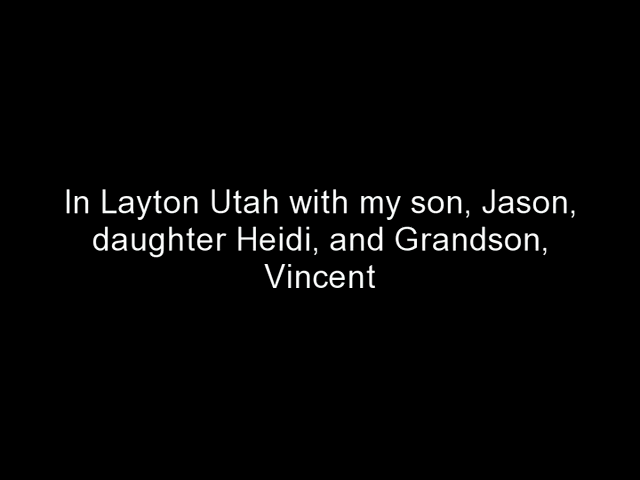 In Layton Utah with my son, Jason,
daughter Heidi, and Grandson,
Vincent